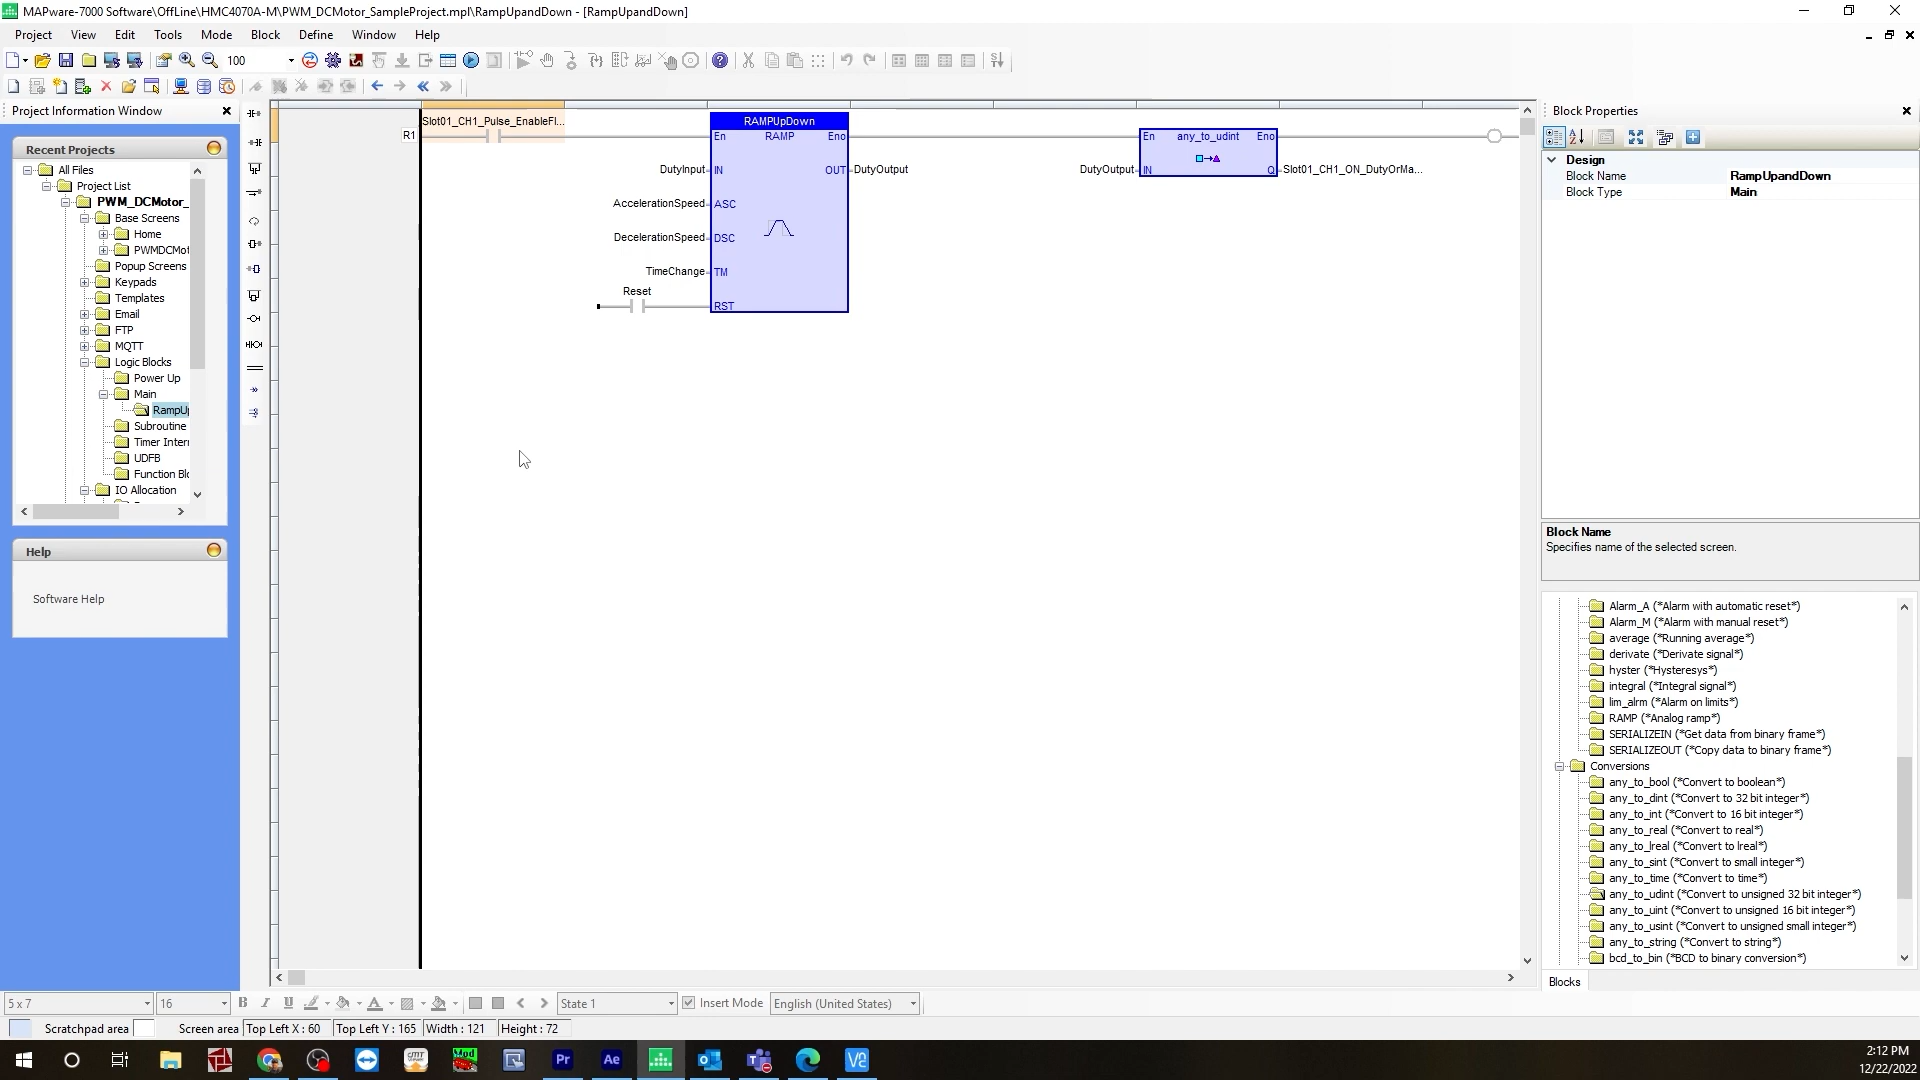 MAPware-7000 Software\OffLine\HMC4070A-M\PWM_DCMotor_SampleProject.mpl\RampUpandDown - [RampUpandDown]
Project View Edit Tools Mode Block Define Window Help
100
Project Information Window
Recent Projects
All Files
Project List
PWM_DCMotor_
Base Screens
Home
PWMDCMot
Popup Screens
Keypads
Templates
Email
FTP
MQTT
Logic Blocks
Power Up
Main
RampUp
Subroutine
Timer Inter
UDFB
Function Blo
IO Allocation
Help
Software Help
R1
Slot01_CH1_Pulse_EnableFl...
RAMPUpDown
En RAMP Eno
DutyInput IN OUT DutyOutput
AccelerationSpeed ASC
DecelerationSpeed DSC
TimeChange TM
Reset
RST
En any_to_udint Eno
DutyOutput IN Q Slot01_CH1_ON_DutyOrMa...
Block Properties
Design
Block Name RampUpandDown
Block Type Main
Block Name
Specifies name of the selected screen.
Alarm_A (*Alarm with automatic reset*)
Alarm_M (*Alarm with manual reset*)
average (*Running average*)
derivate (*Derivate signal*)
hyster (*Hysteresys*)
integral (*Integral signal*)
lim_alrm (*Alarm on limits*)
RAMP (*Analog ramp*)
SERIALIZEIN (*Get data from binary frame*)
SERIALIZEOUT (*Copy data to binary frame*)
Conversions
any_to_bool (*Convert to boolean*)
any_to_dint (*Convert to 32 bit integer*)
any_to_int (*Convert to 16 bit integer*)
any_to_real (*Convert to real*)
any_to_lreal (*Convert to lreal*)
any_to_sint (*Convert to small integer*)
any_to_time (*Convert to time*)
any_to_udint (*Convert to unsigned 32 bit integer*)
any_to_uint (*Convert to unsigned 16 bit integer*)
any_to_usint (*Convert to unsigned small integer*)
any_to_string (*Convert to string*)
bcd_to_bin (*BCD to binary conversion*)
Blocks
5 x 7 16 B I U A State 1 Insert Mode English (United States)
Scratchpad area Screen area Top Left X : 60 Top Left Y : 165 Width : 121 Height : 72
Pr Ae
2:12 PM
12/22/2022